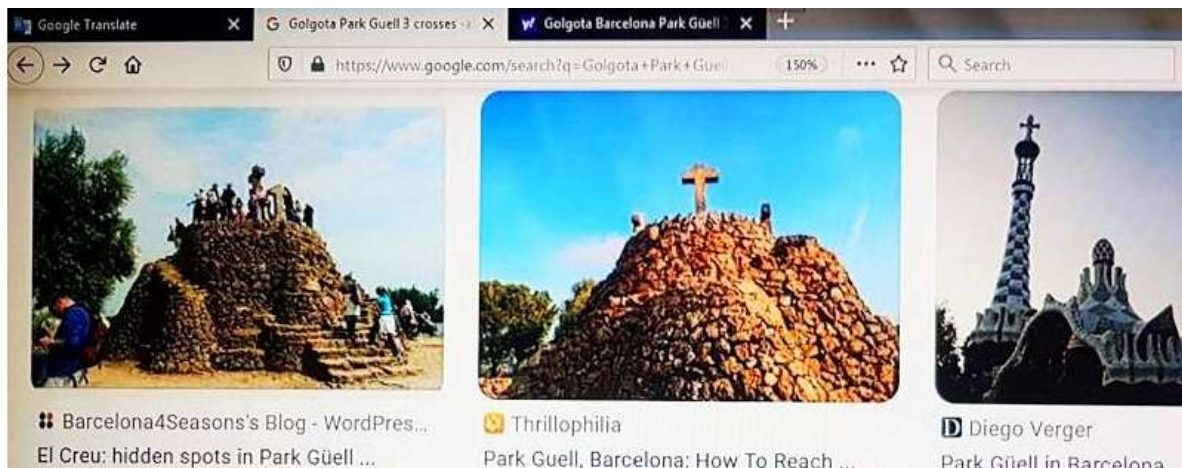 Google Translate
Golgota Park Guell 3 crosses
Golgota Barcelona Park Güell
https://www.google.com/search?q=Golgota+Park+Guell
150%
Search
Barcelona4Seasons's Blog - WordPres...
Thrillophilia
Diego Verger
El Creu: hidden spots in Park Güell ...
Park Guell, Barcelona: How To Reach ...
Park Güell in Barcelona